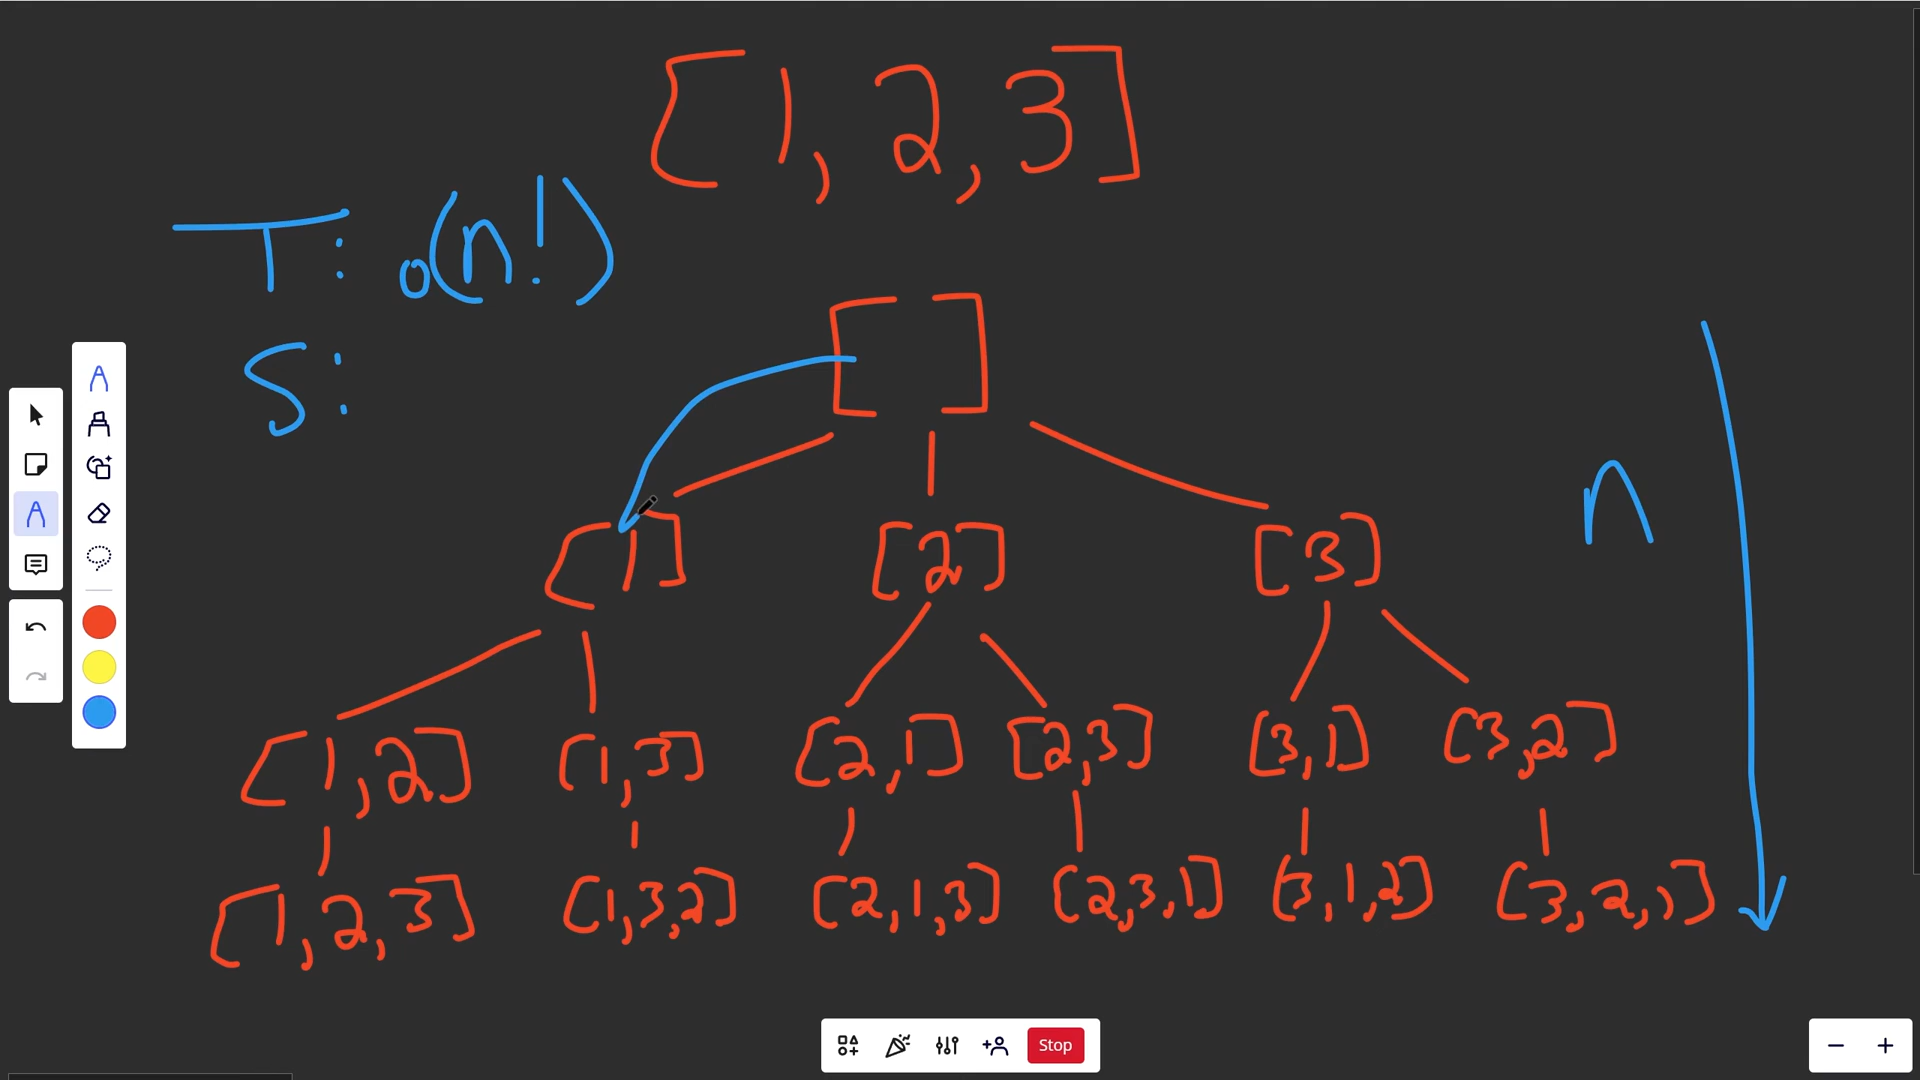 [1, 2, 3]
T: O(n!)
S:
[ ]
n
[1] [2] [3]
[1,2] [1,3] [2,1] [2,3] [3,1] [3,2]
[1,2,3] [1,3,2] [2,1,3] [2,3,1] [3,1,2] [3,2,1]
Stop